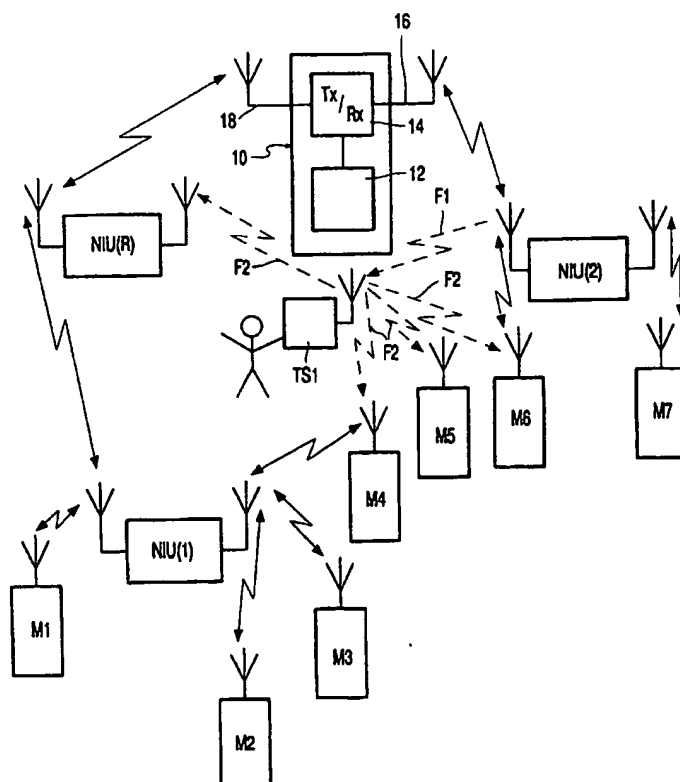 16
18
Tx/Rx
14
10
12
F1
NIU(R)
NIU(2)
F2
F2
F2
TS1
M5
M6
M7
M4
NIU(1)
M1
M3
M2